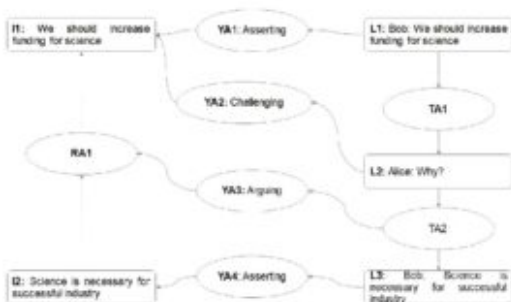 I1: We should increase
funding for science
YA1: Asserting
L1: Bob: We should increase
funding for science
YA2: Challenging
TA1
RA1
L2: Alice: Why?
YA3: Arguing
TA2
I2: Science is necessary for
successful industry
YA4: Asserting
L3: Bob: Science is
necessary for successful
industry